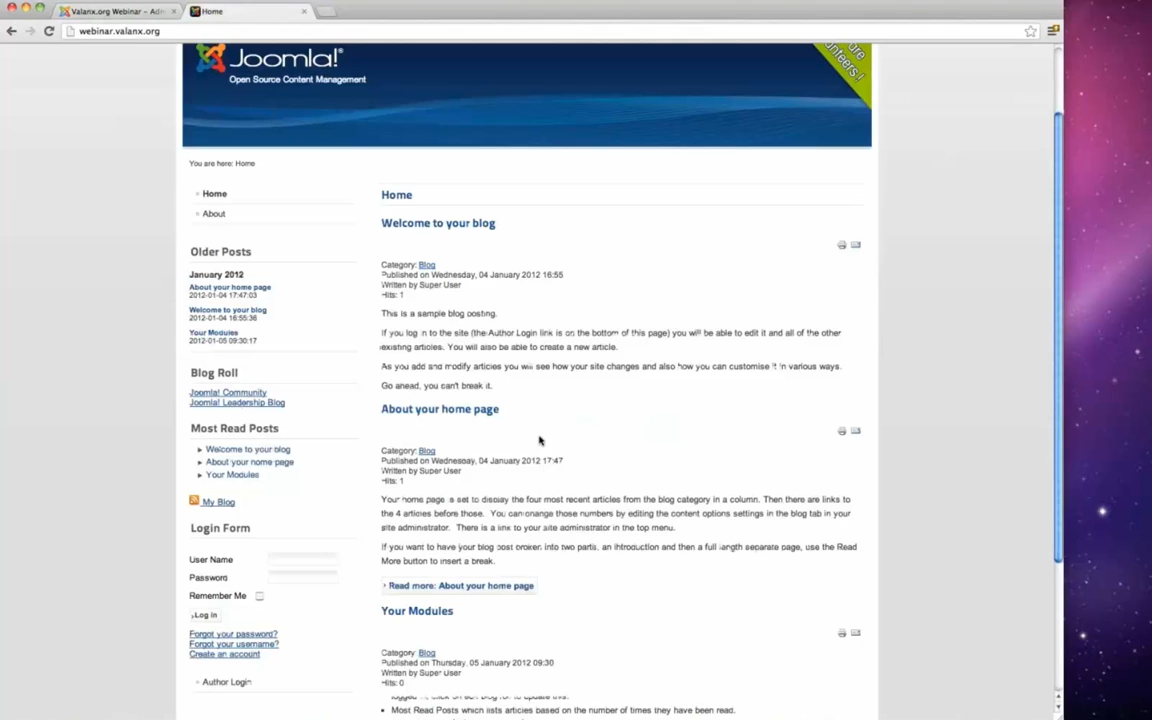 Valanx.org Webinar – Adm
Home
webinar.valanx.org
Joomla!®
Open Source Content Management
ore
unteers!
You are here: Home
Home
About
Older Posts
January 2012
About your home page
2012-01-04 17:47:03
Welcome to your blog
2012-01-04 16:55:36
Your Modules
2012-01-05 09:30:17
Blog Roll
Joomla! Community
Joomla! Leadership Blog
Most Read Posts
Welcome to your blog
About your home page
Your Modules
My Blog
Login Form
User Name
Password
Remember Me
Log in
Forgot your password?
Forgot your username?
Create an account
Author Login
Home
Welcome to your blog
Category: Blog
Published on Wednesday, 04 January 2012 16:55
Written by Super User
Hits: 1
This is a sample blog posting.
If you log in to the site (the Author Login link is on the bottom of this page) you will be able to edit it and all of the other
existing articles. You will also be able to create a new article.
As you add and modify articles you will see how your site changes and also how you can customise it in various ways.
Go ahead, you can't break it.
About your home page
Category: Blog
Published on Wednesday, 04 January 2012 17:47
Written by Super User
Hits: 1
Your home page is set to display the four most recent articles from the blog category in a column. Then there are links to
the 4 articles before those. You can change those numbers by editing the content options settings in the blog tab in your
site administrator. There is a link to your site administrator in the top menu.
If you want to have your blog post broken into two parts, an introduction and then a full length separate page, use the Read
More button to insert a break.
Read more: About your home page
Your Modules
Category: Blog
Published on Thursday, 05 January 2012 09:30
Written by Super User
Hits: 0
Most Read Posts which lists articles based on the number of times they have been read.